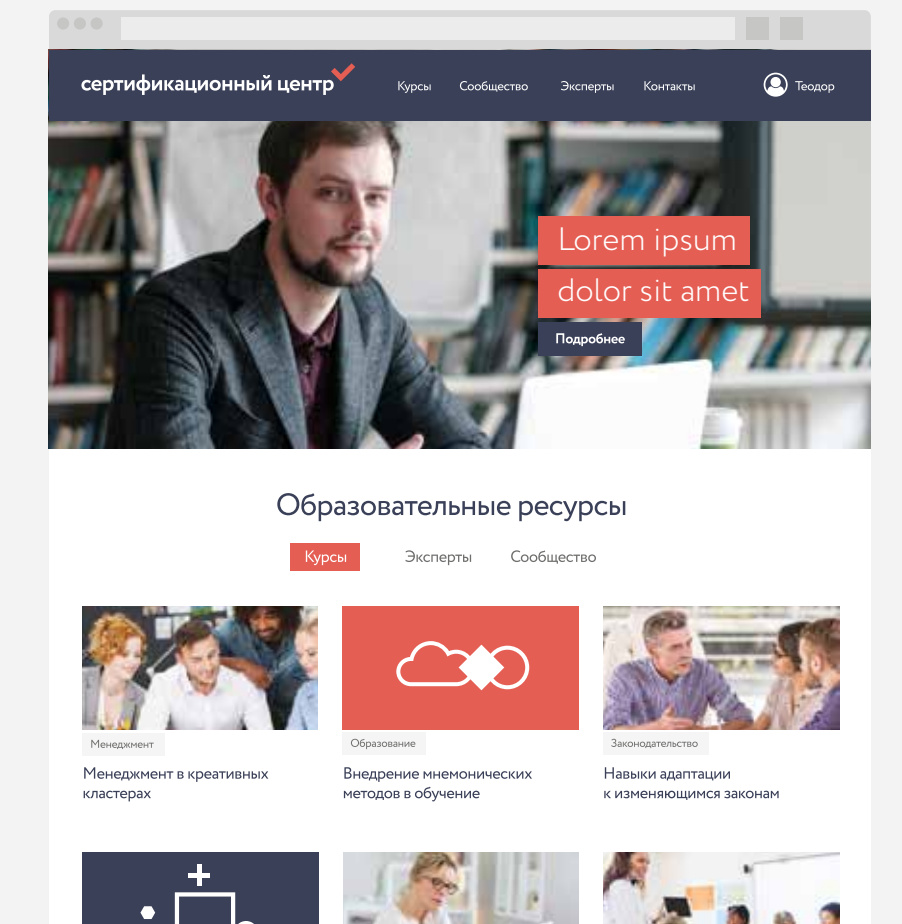 сертификационный центр
Курсы
Сообщество
Эксперты
Контакты
Теодор
Lorem ipsum
dolor sit amet
Подробнее
Образовательные ресурсы
Курсы
Эксперты
Сообщество
Менеджмент
Менеджмент в креативных
кластерах
Образование
Внедрение мнемонических
методов в обучение
Законодательство
Навыки адаптации
к изменяющимся законам